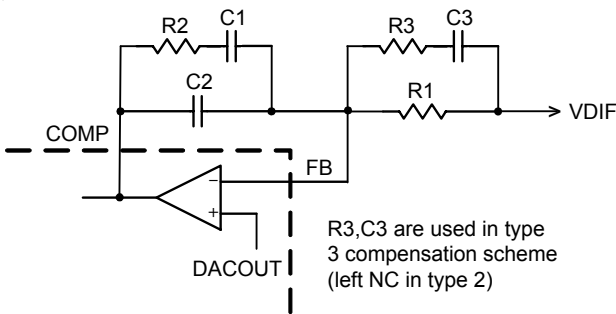 R2
C1
R3
C3
C2
R1
VDIF
COMP
FB
−
+
DACOUT
R3,C3 are used in type
3 compensation scheme
(left NC in type 2)